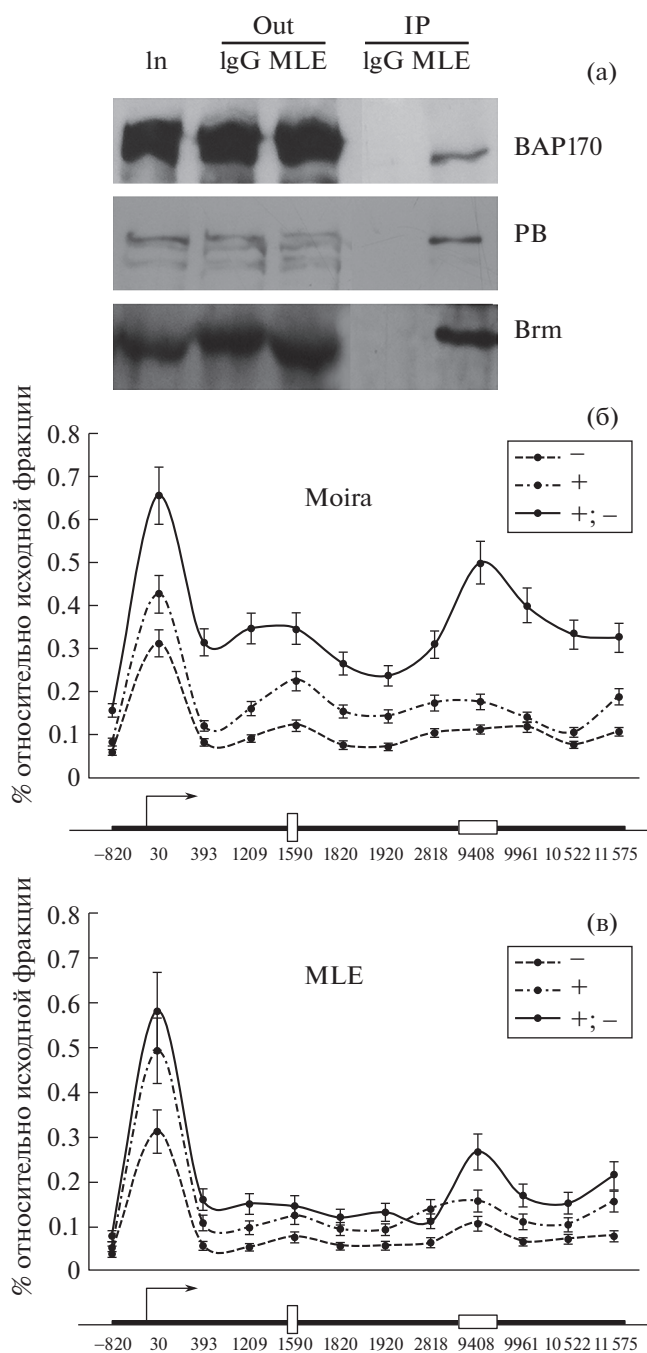 Out IP
In IgG MLE IgG MLE
(а)
BAP170
PB
Brm
(б)
% относительно исходной фракции
0.8
0.7
0.6
0.5
0.4
0.3
0.2
0.1
0
Moira
−
+
+; −
−820 30 393 1209 1590 1820 1920 2818 9408 9961 10 522 11 575
(в)
% относительно исходной фракции
0.8
0.7
0.6
0.5
0.4
0.3
0.2
0.1
0
MLE
−
+
+; −
−820 30 393 1209 1590 1820 1920 2818 9408 9961 10 522 11 575